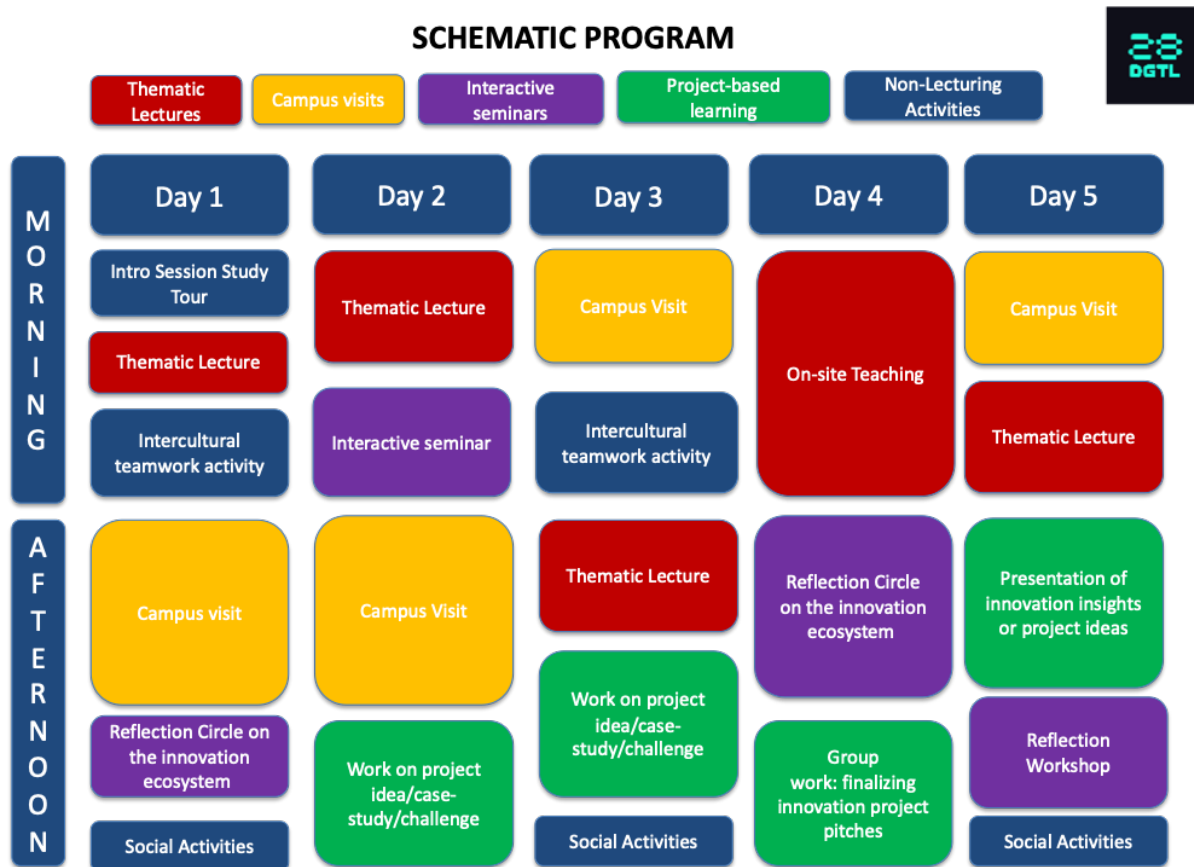 SCHEMATIC PROGRAM
28
DGTL
Thematic
Lectures
Campus visits
Interactive
seminars
Project-based
learning
Non-Lecturing
Activities
MORNING
Day 1
Day 2
Day 3
Day 4
Day 5
Intro Session Study
Tour
Thematic Lecture
Intercultural
teamwork activity
Thematic Lecture
Interactive seminar
Campus Visit
Intercultural
teamwork activity
On-site Teaching
Campus Visit
Thematic Lecture
AFTERNOON
Campus visit
Reflection Circle on
the innovation
ecosystem
Social Activities
Campus Visit
Work on project
idea/case-
study/challenge
Thematic Lecture
Work on project
idea/case-
study/challenge
Social Activities
Reflection Circle
on the innovation
ecosystem
Group
work: finalizing
innovation project
pitches
Presentation of
innovation insights
or project ideas
Reflection
Workshop
Social Activities